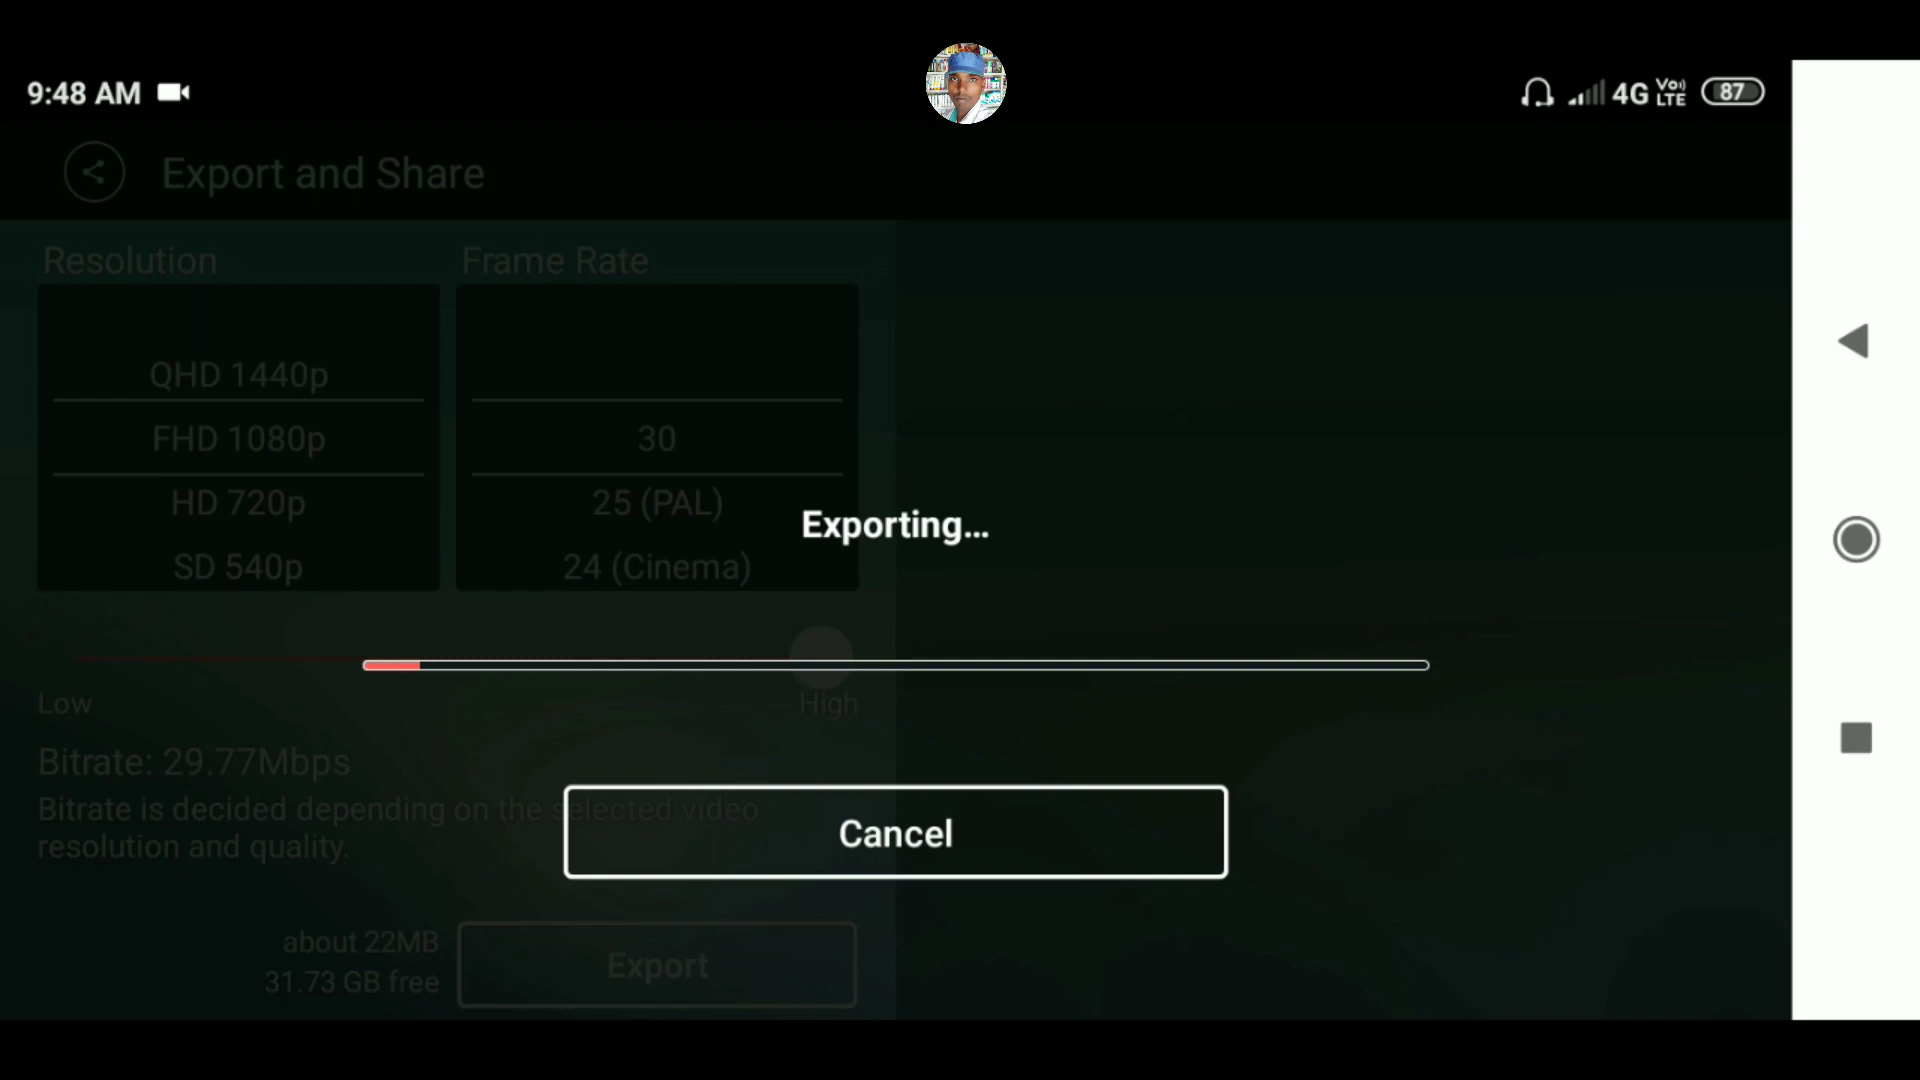 9:48 AM
4G Vo) LTE 87
Export and Share
Resolution
Frame Rate
QHD 1440p
FHD 1080p
30
HD 720p
25 (PAL)
SD 540p
24 (Cinema)
Exporting...
Low
High
Bitrate: 29.77Mbps
Bitrate is decided depending on the selected video
resolution and quality.
Cancel
about 22MB
31.73 GB free
Export